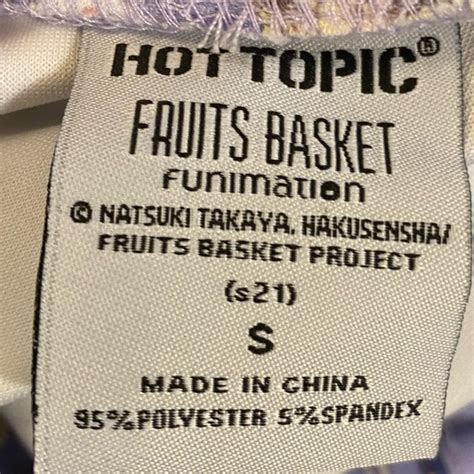 HOT TOPIC®
FRUITS BASKET
FUNIMATION
© NATSUKI TAKAYA, HAKUSENSHA/
FRUITS BASKET PROJECT
(s21)
S
MADE IN CHINA
95%POLYESTER 5%SPANDEX